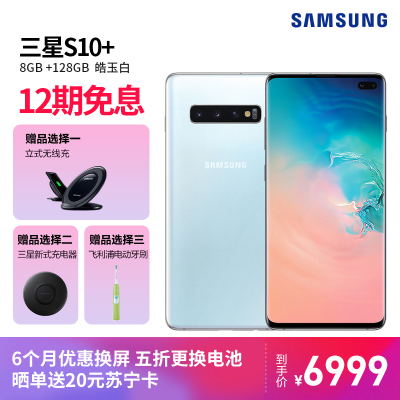 SAMSUNG
三星S10+
8GB +128GB 皓玉白
12期免息
赠品选择一
立式无线充
SAMSUNG
赠品选择二
三星新式充电器
赠品选择三
飞利浦电动牙刷
6个月优惠换屏 五折更换电池
晒单送20元苏宁卡
到手价
¥6999